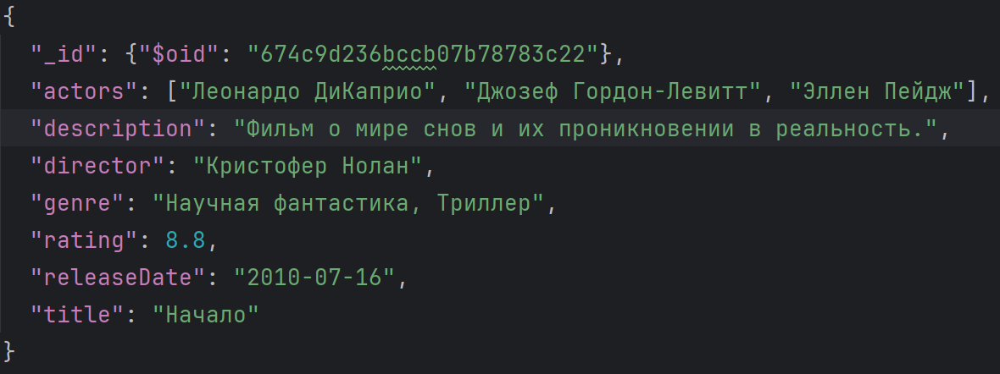 {
  "_id": {"$oid": "674c9d236bccb07b78783c22"},
  "actors": ["Леонардо ДиКаприо", "Джозеф Гордон-Левитт", "Эллен Пейдж"],
  "description": "Фильм о мире снов и их проникновении в реальность.",
  "director": "Кристофер Нолан",
  "genre": "Научная фантастика, Триллер",
  "rating": 8.8,
  "releaseDate": "2010-07-16",
  "title": "Начало"
}